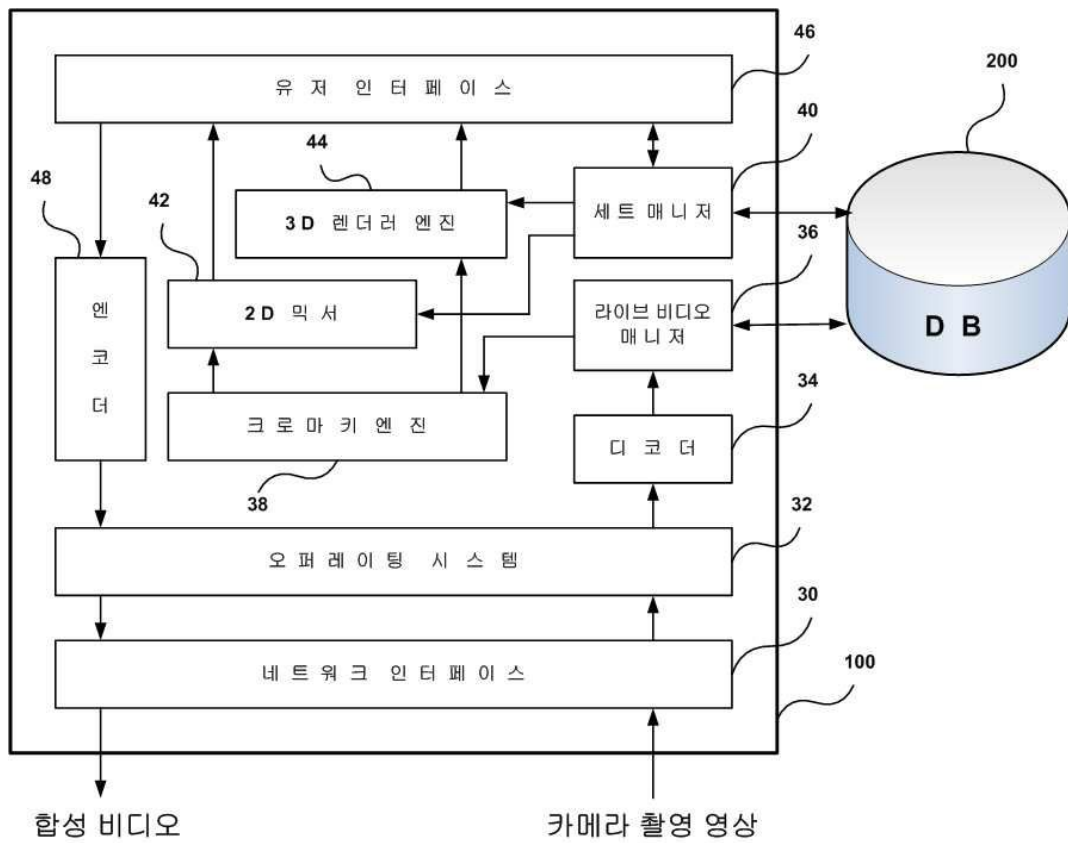 46
유저 인터페이스
200
40
44
48
42
세트 매니저
3D 렌더러 엔진
36
엔코더
2D 믹서
라이브 비디오
매니저
DB
34
크로마키 엔진
디코더
38
32
오퍼레이팅 시스템
30
네트워크 인터페이스
100
합성 비디오
카메라 촬영 영상